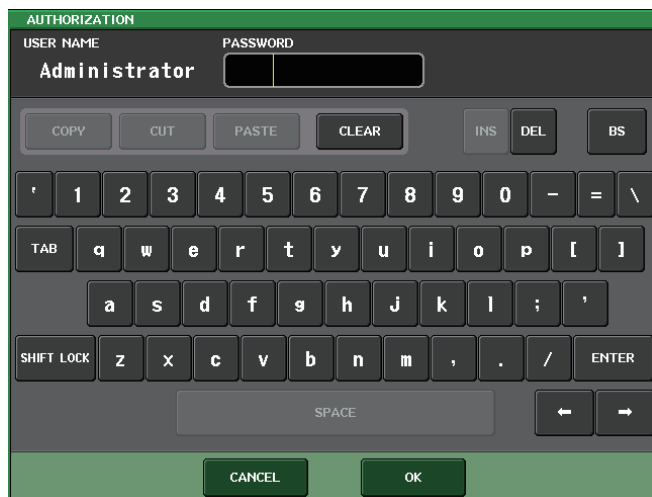 AUTHORIZATION
USER NAME PASSWORD
Administrator
COPY CUT PASTE CLEAR INS DEL BS
' 1 2 3 4 5 6 7 8 9 0 - = \
TAB q w e r t y u i o p [ ]
a s d f g h j k l ; '
SHIFT LOCK z x c v b n m , . / ENTER
SPACE ← →
CANCEL OK